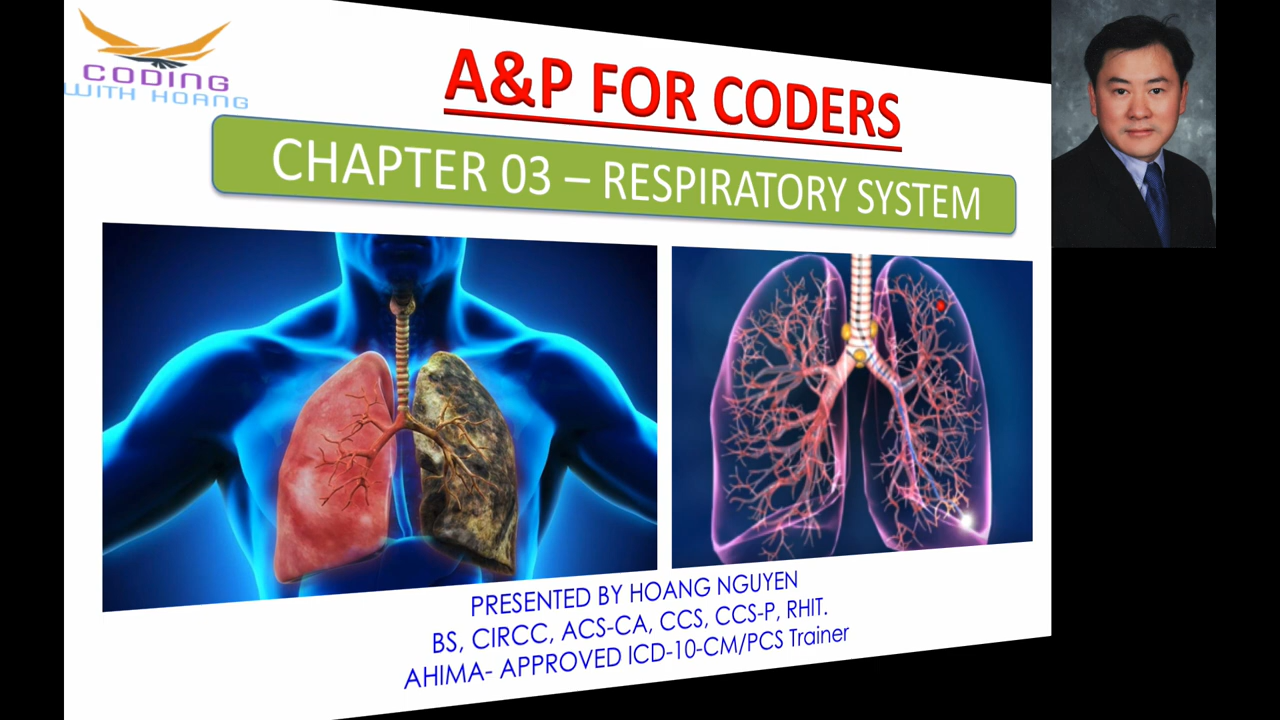 CODING
WITH HOANG
A&P FOR CODERS
CHAPTER 03 – RESPIRATORY SYSTEM
PRESENTED BY HOANG NGUYEN
BS, CIRCC, ACS-CA, CCS, CCS-P, RHIT.
AHIMA- APPROVED ICD-10-CM/PCS Trainer